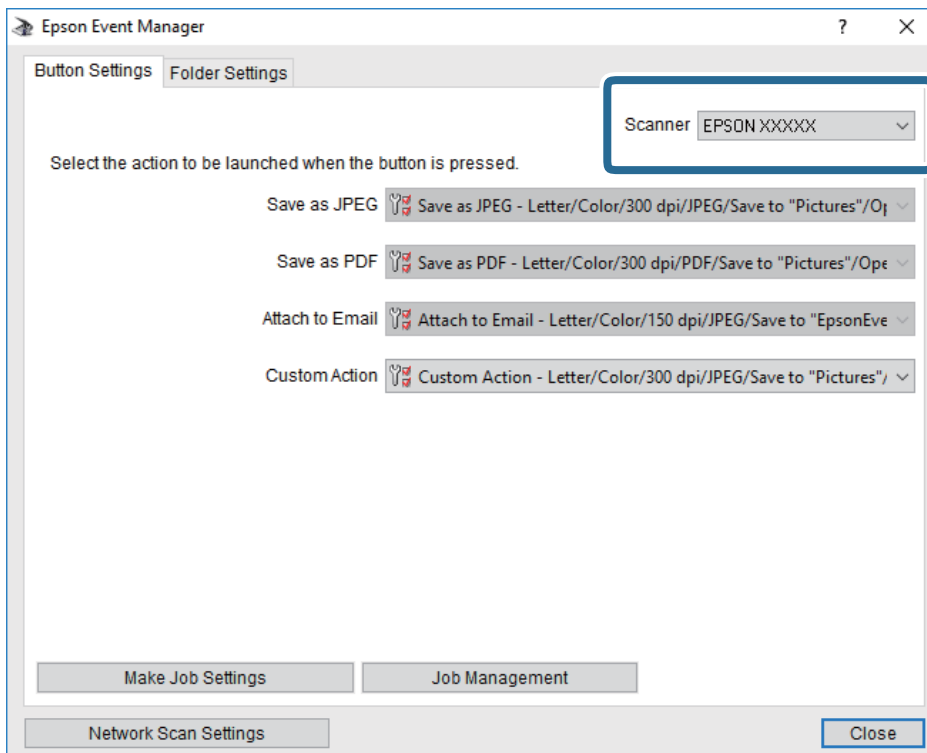 Epson Event Manager
Button Settings Folder Settings
Scanner EPSON XXXXX
Select the action to be launched when the button is pressed.
Save as JPEG Save as JPEG - Letter/Color/300 dpi/JPEG/Save to "Pictures"/Op
Save as PDF Save as PDF - Letter/Color/300 dpi/PDF/Save to "Pictures"/Ope
Attach to Email Attach to Email - Letter/Color/150 dpi/JPEG/Save to "EpsonEve
Custom Action Custom Action - Letter/Color/300 dpi/JPEG/Save to "Pictures"/
Make Job Settings Job Management
Network Scan Settings Close